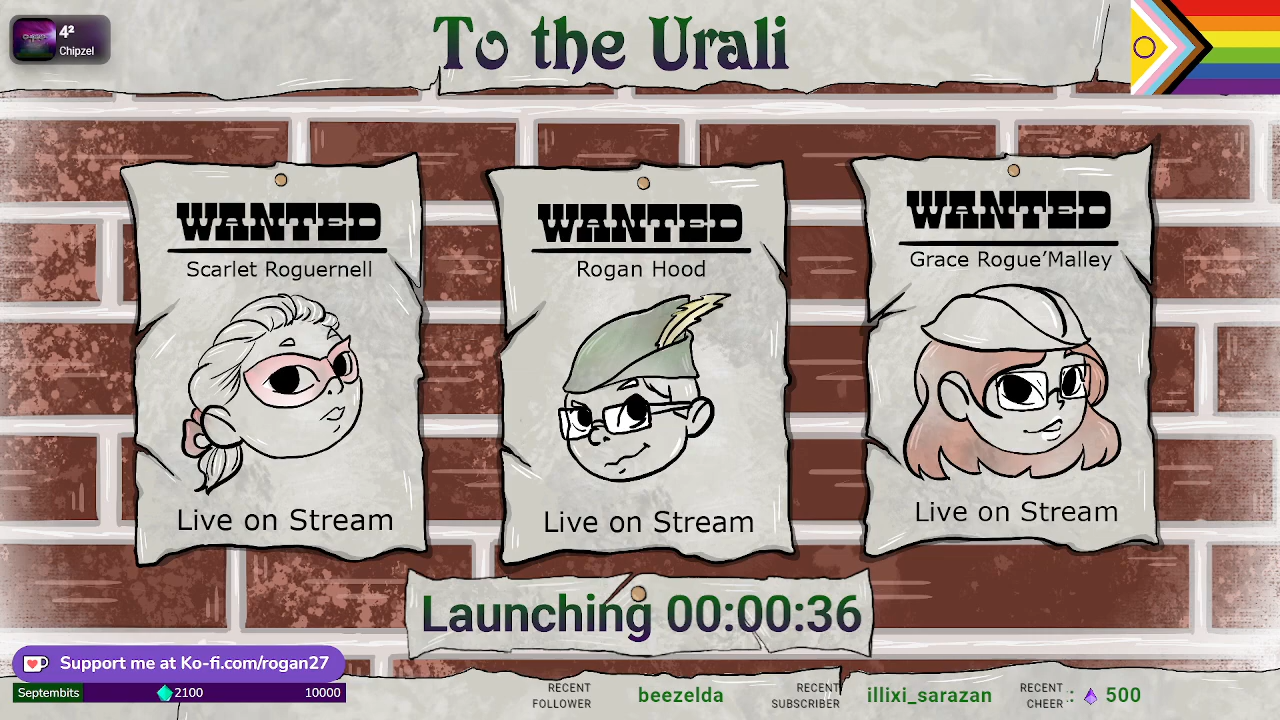 4²
Chipzel
To the Urali
WANTED
Scarlet Roguernell
Live on Stream
WANTED
Rogan Hood
Live on Stream
WANTED
Grace Rogue’Malley
Live on Stream
Launching 00:00:36
Support me at Ko-fi.com/rogan27
Septembits 2100 10000
RECENT FOLLOWER
beezelda
RECENT SUBSCRIBER
illixi_sarazan
RECENT CHEER :
500